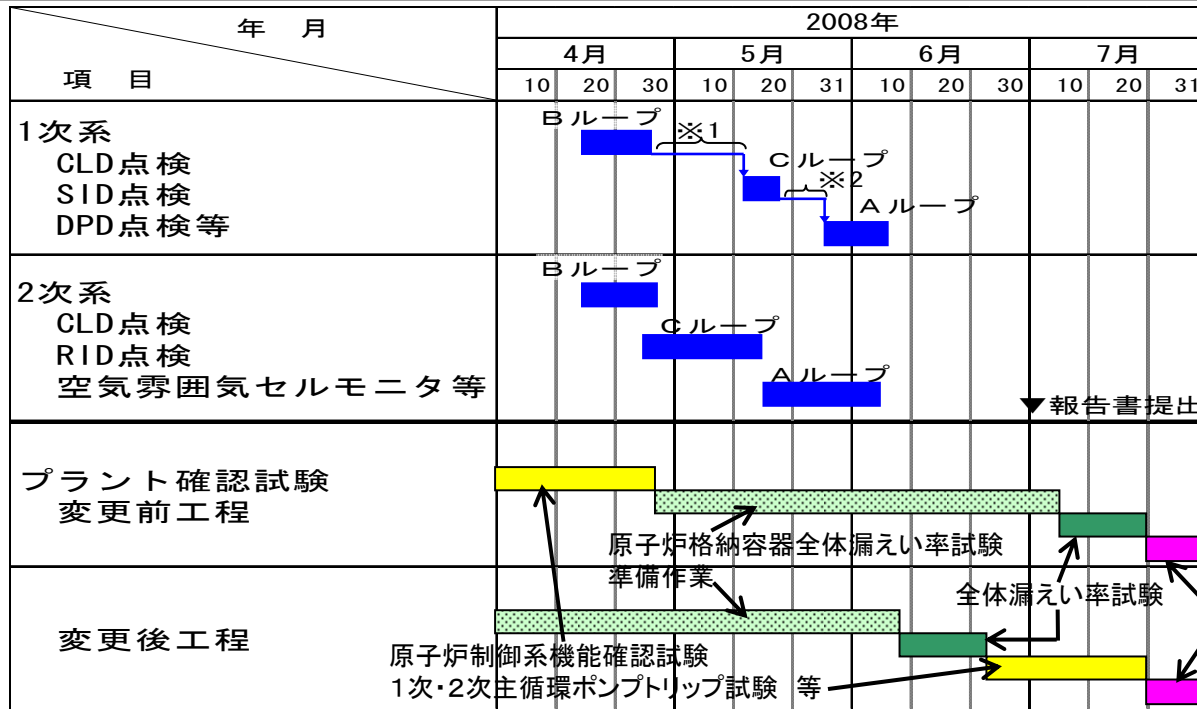 年 月
2008年
4月 5月 6月 7月
項 目
10 20 30 10 20 31 10 20 30 10 20 31
1次系
CLD点検
SID点検
DPD点検等
Bループ
※1
Cループ
※2
Aループ
2次系
CLD点検
RID点検
空気雰囲気セルモニタ等
Bループ
Cループ
Aループ
▼報告書提出
プラント確認試験
変更前工程
原子炉格納容器全体漏えい率試験
準備作業
全体漏えい率試験
変更後工程
原子炉制御系機能確認試験
1次・2次主循環ポンプトリップ試験 等